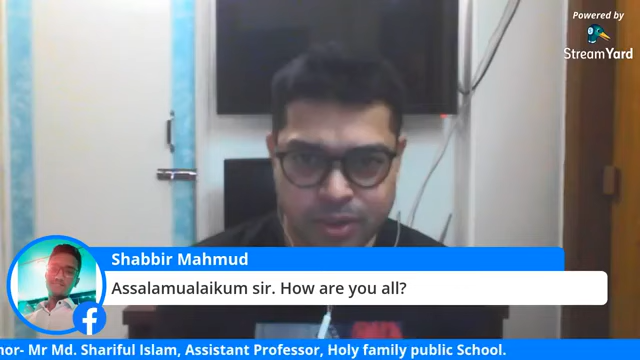 Powered by
StreamYard
Shabbir Mahmud
Assalamualaikum sir. How are you all?
Mr Md. Shariful Islam, Assistant Professor, Holy family public School.